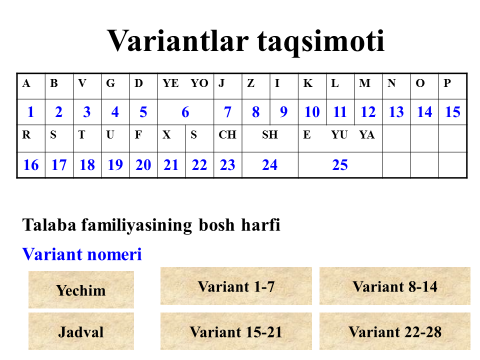 Variantlar taqsimoti
A B V G D YE YO J Z I K L M N O P
1 2 3 4 5 6 7 8 9 10 11 12 13 14 15
R S T U F X S CH SH E YU YA
16 17 18 19 20 21 22 23 24 25
Talaba familiyasining bosh harfi
Variant nomeri
Yechim Variant 1-7 Variant 8-14
Jadval Variant 15-21 Variant 22-28